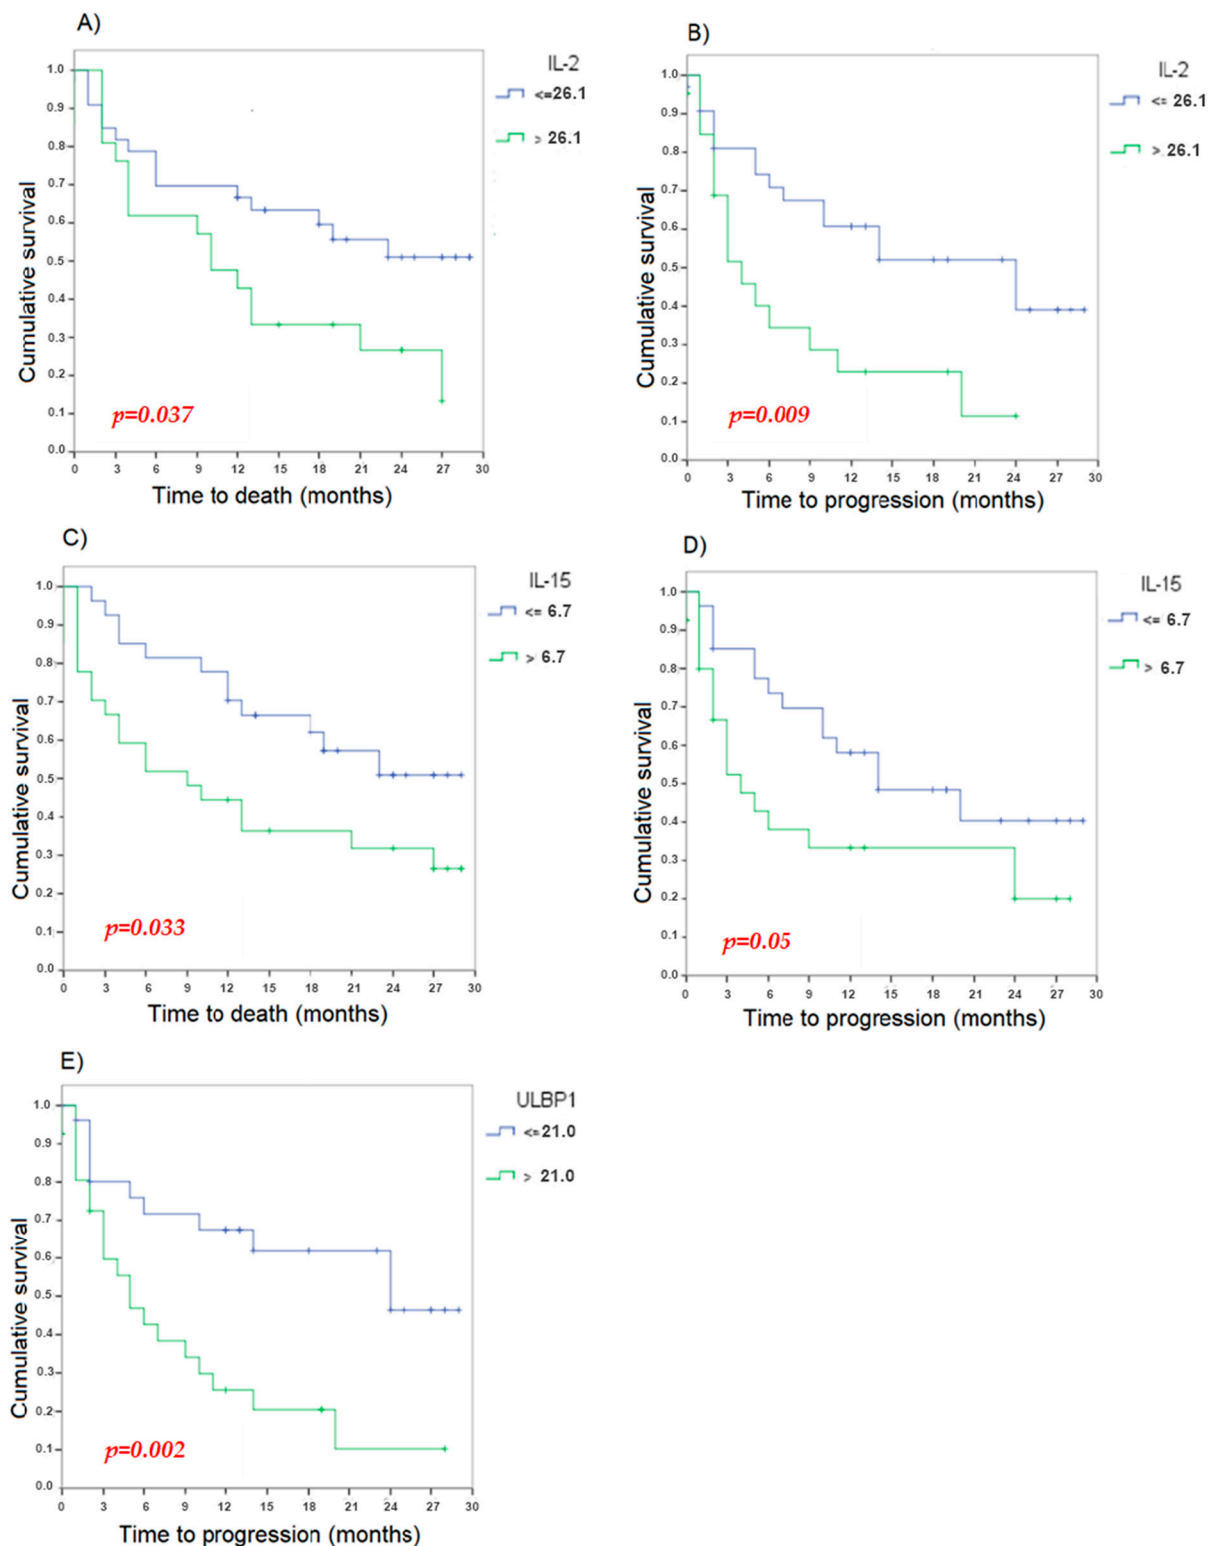 A)
IL-2
<=26.1
> 26.1
1.0
0.9
0.8
0.7
0.6
0.5
0.4
0.3
0.2
0.1
0.0
Cumulative survival
p=0.037
0 3 6 9 12 15 18 21 24 27 30
Time to death (months)
B)
IL-2
<= 26.1
> 26.1
1.0
0.9
0.8
0.7
0.6
0.5
0.4
0.3
0.2
0.1
0.0
Cumulative survival
p=0.009
0 3 6 9 12 15 18 21 24 27 30
Time to progression (months)
C)
IL-15
<= 6.7
> 6.7
1.0
0.9
0.8
0.7
0.6
0.5
0.4
0.3
0.2
0.1
0.0
Cumulative survival
p=0.033
0 3 6 9 12 15 18 21 24 27 30
Time to death (months)
D)
IL-15
<= 6.7
> 6.7
1.0
0.9
0.8
0.7
0.6
0.5
0.4
0.3
0.2
0.1
0.0
Cumulative survival
p=0.05
0 3 6 9 12 15 18 21 24 27 30
Time to progression (months)
E)
ULBP1
<=21.0
> 21.0
1.0
0.9
0.8
0.7
0.6
0.5
0.4
0.3
0.2
0.1
0.0
Cumulative survival
p=0.002
0 3 6 9 12 15 18 21 24 27 30
Time to progression (months)